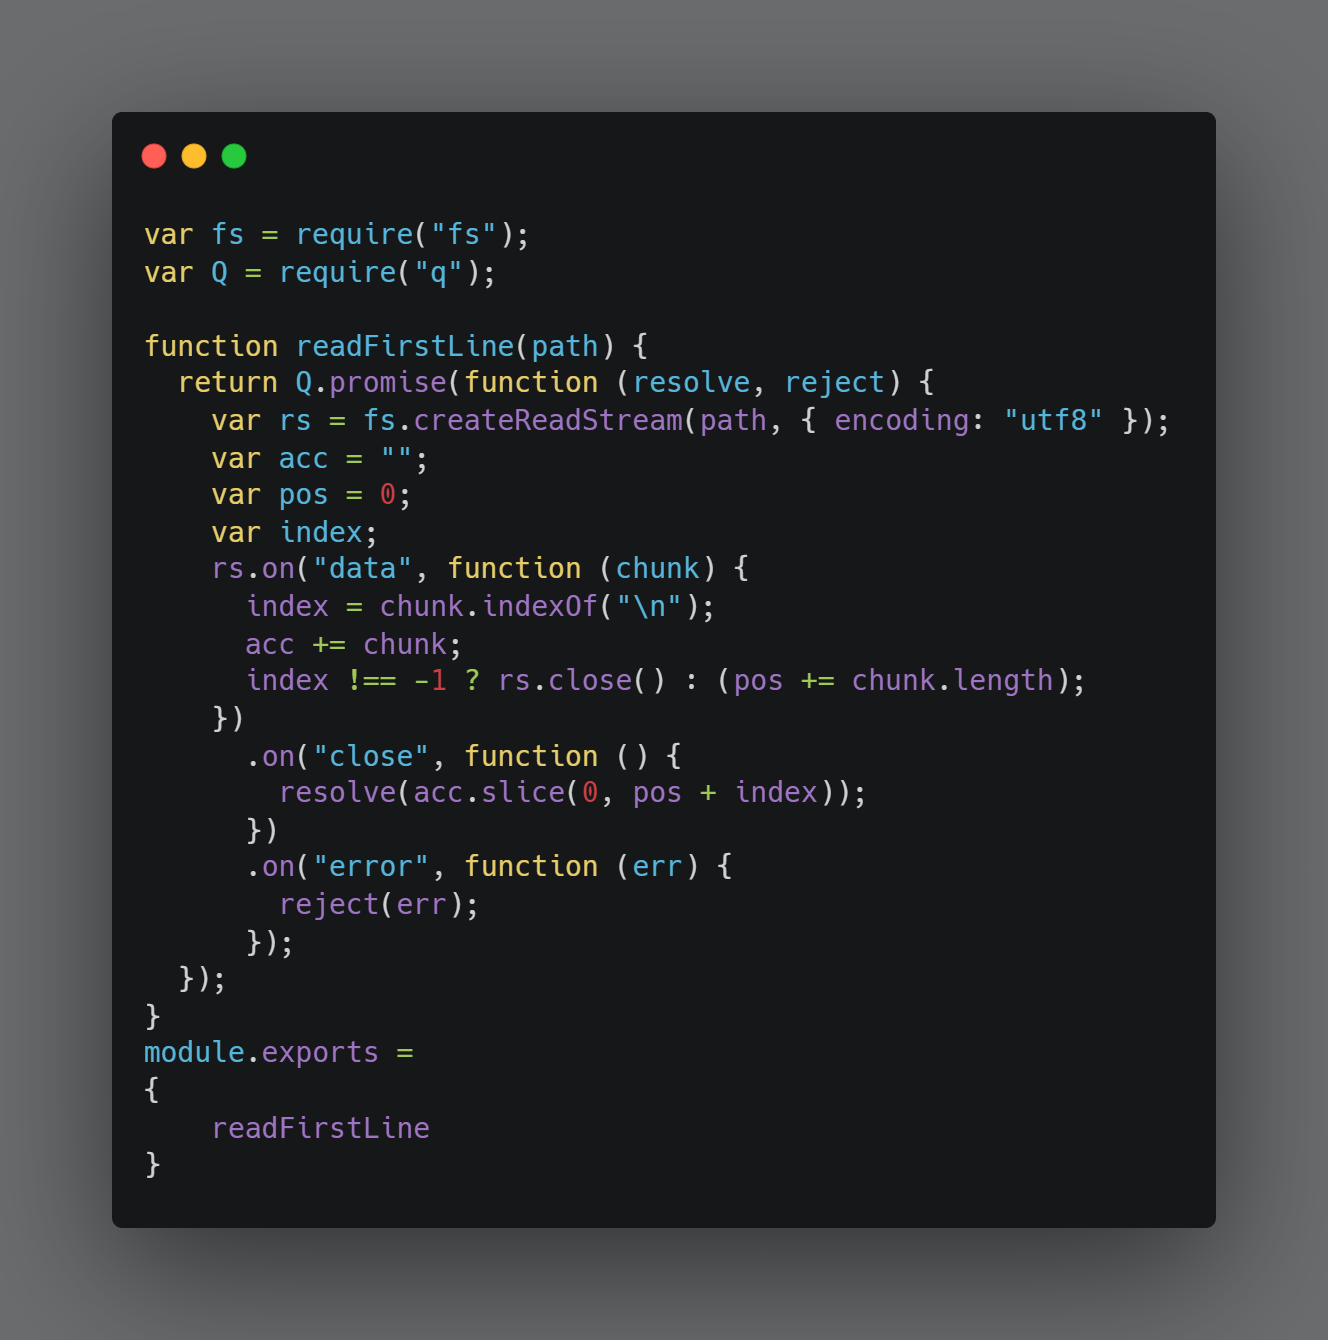 var fs = require("fs");
var Q = require("q");

function readFirstLine(path) {
  return Q.promise(function (resolve, reject) {
    var rs = fs.createReadStream(path, { encoding: "utf8" });
    var acc = "";
    var pos = 0;
    var index;
    rs.on("data", function (chunk) {
      index = chunk.indexOf("\n");
      acc += chunk;
      index !== -1 ? rs.close() : (pos += chunk.length);
    })
      .on("close", function () {
        resolve(acc.slice(0, pos + index));
      })
      .on("error", function (err) {
        reject(err);
      });
  });
}
module.exports =
{
    readFirstLine
}